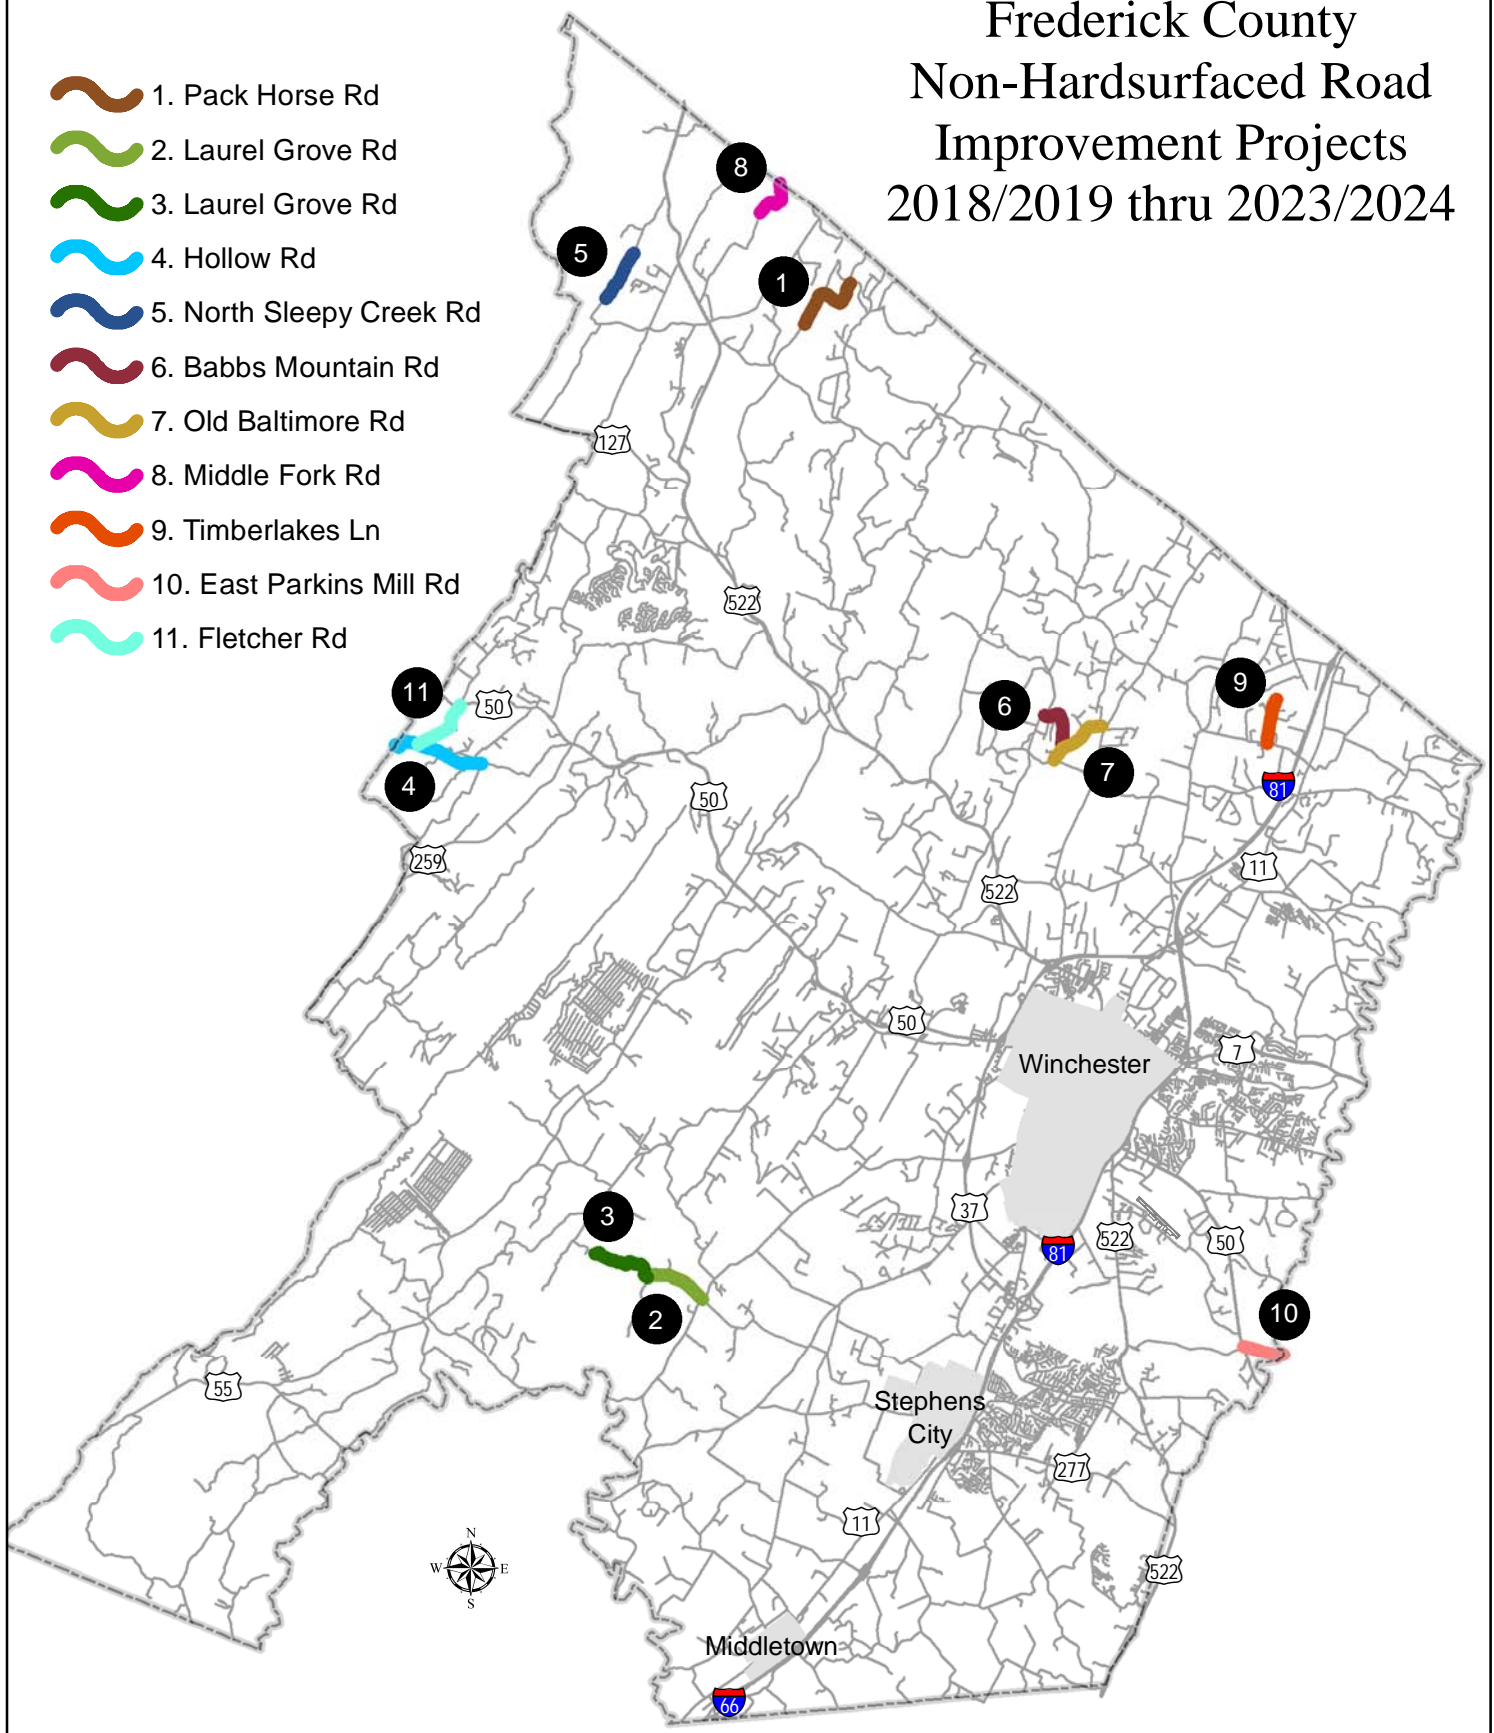 Frederick County
Non-Hardsurfaced Road
Improvement Projects
2018/2019 thru 2023/2024
1. Pack Horse Rd
2. Laurel Grove Rd
3. Laurel Grove Rd
4. Hollow Rd
5. North Sleepy Creek Rd
6. Babbs Mountain Rd
7. Old Baltimore Rd
8. Middle Fork Rd
9. Timberlakes Ln
10. East Parkins Mill Rd
11. Fletcher Rd
8
5
1
127
522
11
50
6
9
7
4
50
81
259
11
522
50
Winchester
7
3
37
522
50
81
2
10
55
Stephens
City
277
11
N
W E
S
522
Middletown
66